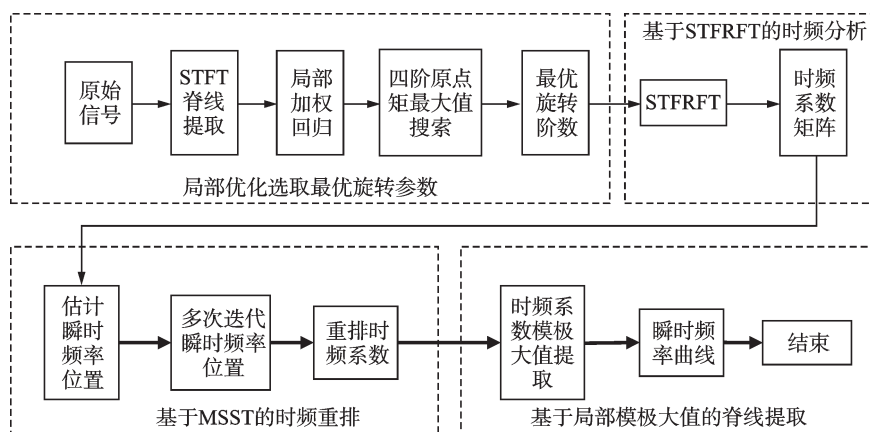 原始
信号
STFT
脊线
提取
局部
加权
回归
四阶原点
矩最大值
搜索
最优
旋转
阶数
局部优化选取最优旋转参数
基于STFRFT的时频分析
STFRFT
时频
系数
矩阵
估计
瞬时
频率
位置
多次迭代
瞬时频率
位置
重排时
频系数
基于MSST的时频重排
时频系
数模极
大值提
取
瞬时频
率曲线
结束
基于局部模极大值的脊线提取